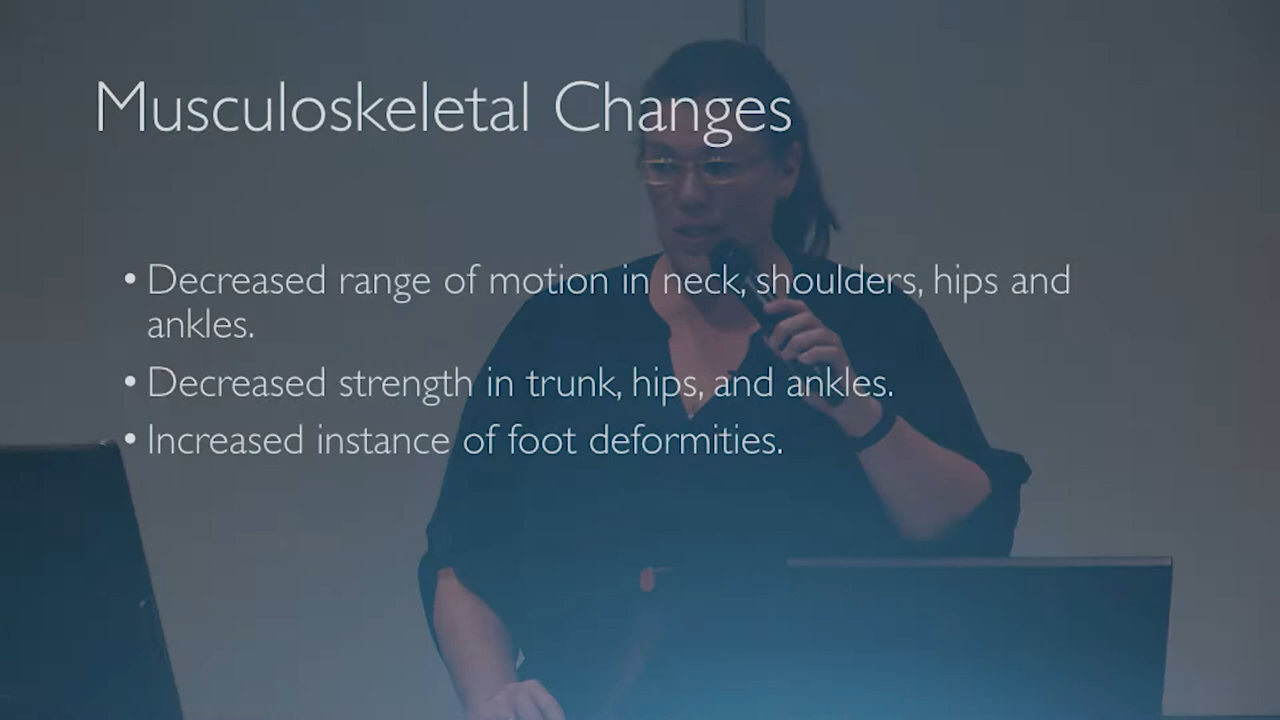 Musculoskeletal Changes
• Decreased range of motion in neck, shoulders, hips and
ankles.
• Decreased strength in trunk, hips, and ankles.
• Increased instance of foot deformities.